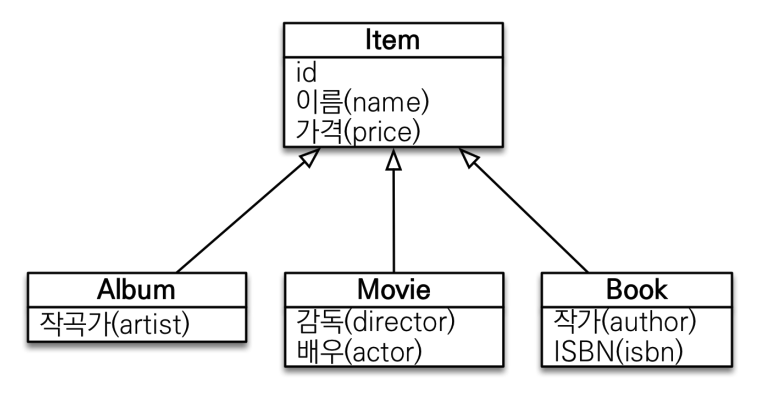 Item
id
이름(name)
가격(price)
Album
작곡가(artist)
Movie
감독(director)
배우(actor)
Book
작가(author)
ISBN(isbn)